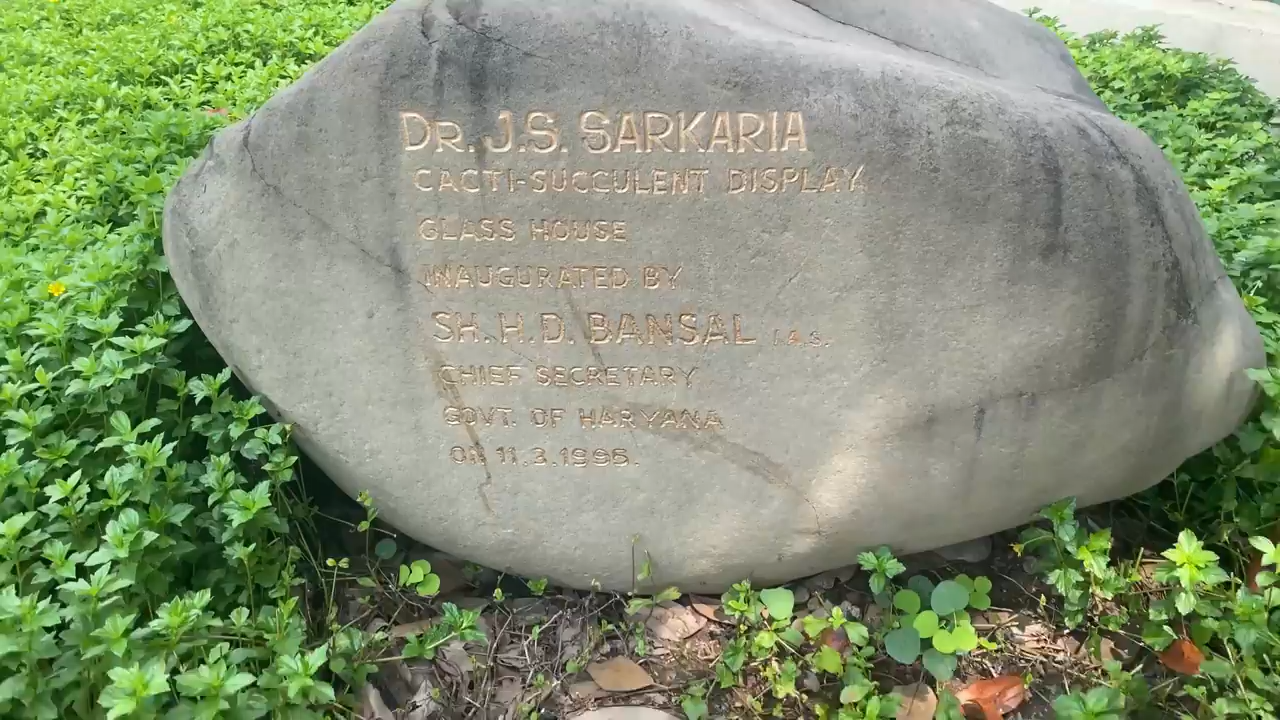 DR. J.S. SARKARIA
CACTI-SUCCULENT DISPLAY
GLASS HOUSE
INAUGURATED BY
SH. H.D. BANSAL I.A.S.
CHIEF SECRETARY
GOVT. OF HARYANA
ON 11.3.1995.